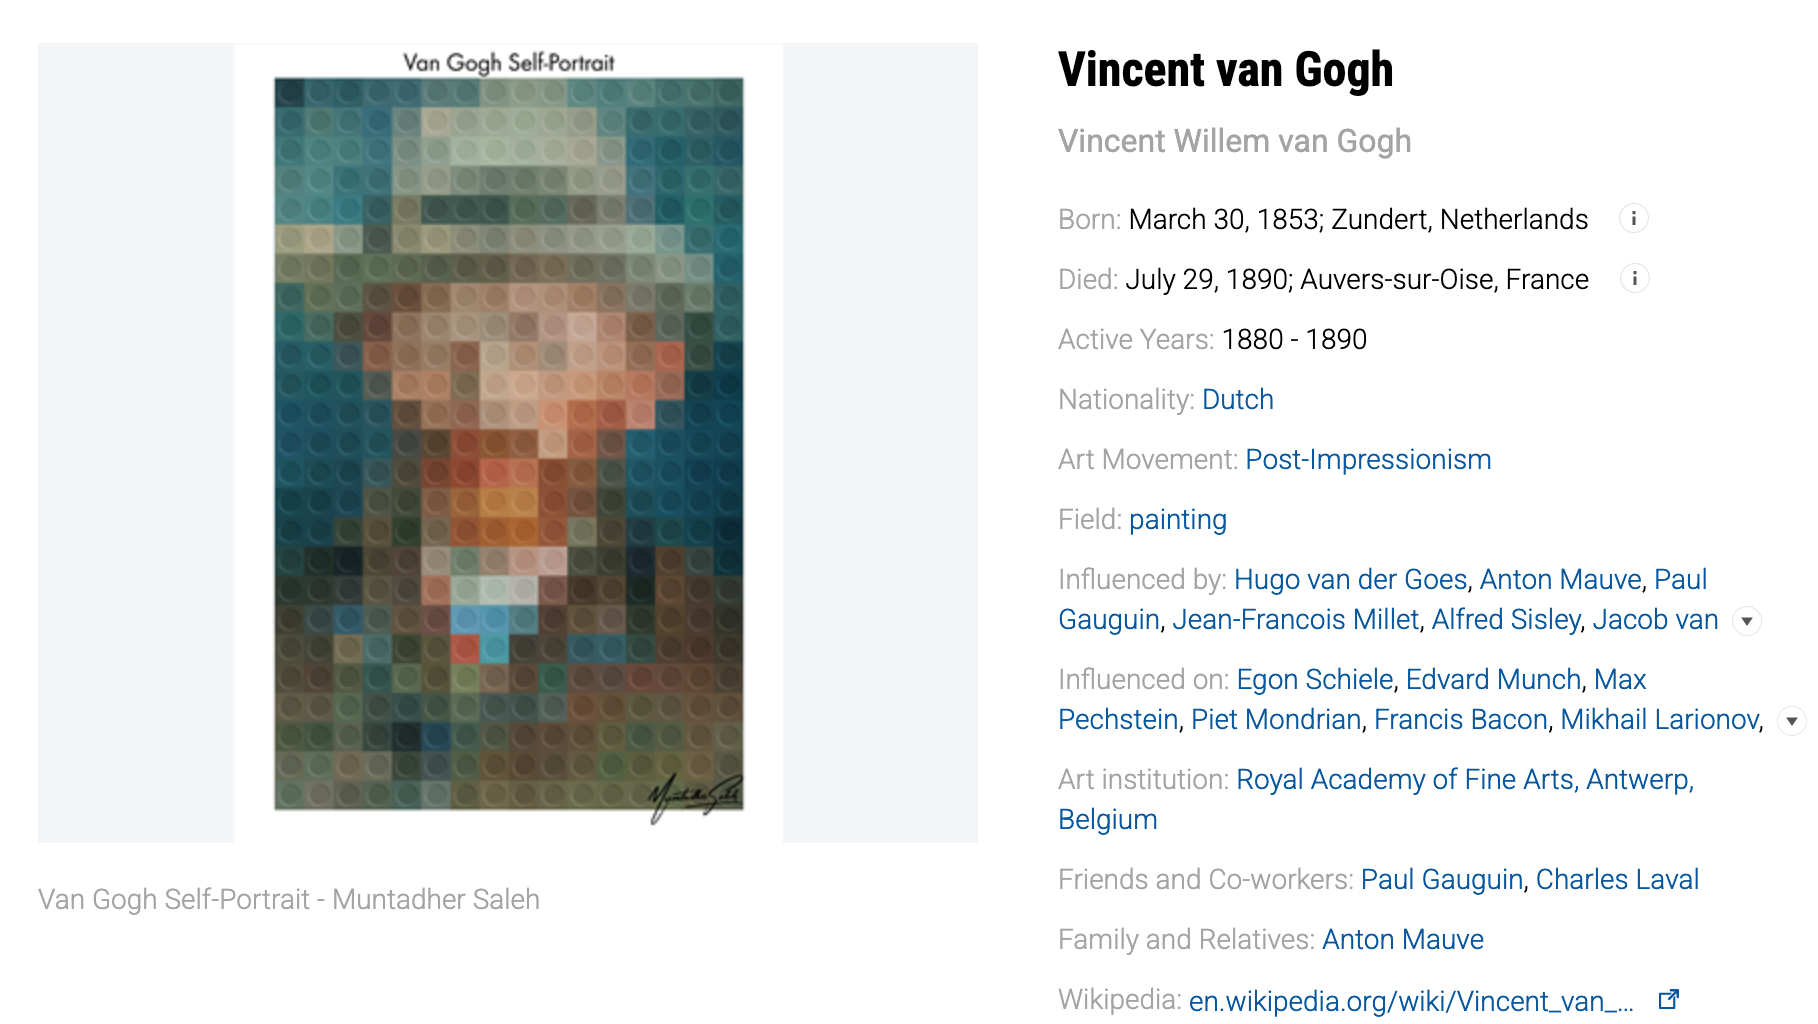 Van Gogh Self-Portrait
Van Gogh Self-Portrait - Muntadher Saleh
Vincent van Gogh
Vincent Willem van Gogh
Born: March 30, 1853; Zundert, Netherlands
Died: July 29, 1890; Auvers-sur-Oise, France
Active Years: 1880 - 1890
Nationality: Dutch
Art Movement: Post-Impressionism
Field: painting
Influenced by: Hugo van der Goes, Anton Mauve, Paul
Gauguin, Jean-Francois Millet, Alfred Sisley, Jacob van
Influenced on: Egon Schiele, Edvard Munch, Max
Pechstein, Piet Mondrian, Francis Bacon, Mikhail Larionov,
Art institution: Royal Academy of Fine Arts, Antwerp,
Belgium
Friends and Co-workers: Paul Gauguin, Charles Laval
Family and Relatives: Anton Mauve
Wikipedia: en.wikipedia.org/wiki/Vincent_van_...